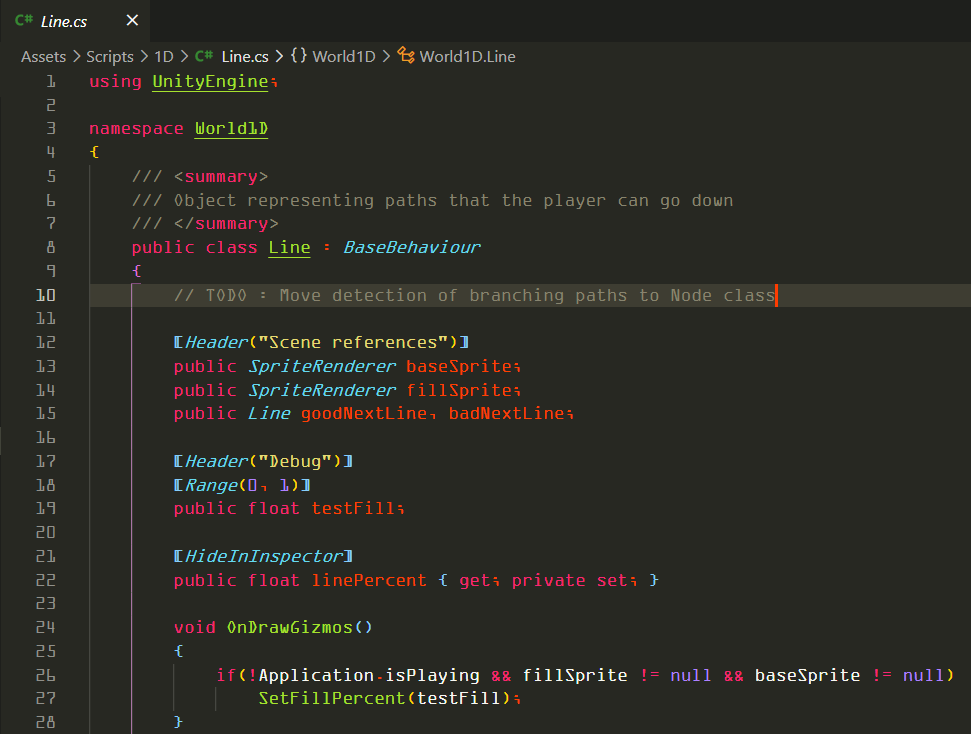 C# Line.cs ×
Assets > Scripts > 1D > C# Line.cs > {} World1D > World1D.Line
1 using UnityEngine;
2
3 namespace World1D
4 {
5 /// <summary>
6 /// Object representing paths that the player can go down
7 /// </summary>
8 public class Line : BaseBehaviour
9 {
10 // TODO : Move detection of branching paths to Node class
11
12 [Header("Scene references")]
13 public SpriteRenderer baseSprite;
14 public SpriteRenderer fillSprite;
15 public Line goodNextLine, badNextLine;
16
17 [Header("Debug")]
18 [Range(0, 1)]
19 public float testFill;
20
21 [HideInInspector]
22 public float linePercent { get; private set; }
23
24 void OnDrawGizmos()
25 {
26 if(!Application.isPlaying && fillSprite != null && baseSprite != null)
27 SetFillPercent(testFill);
28 }